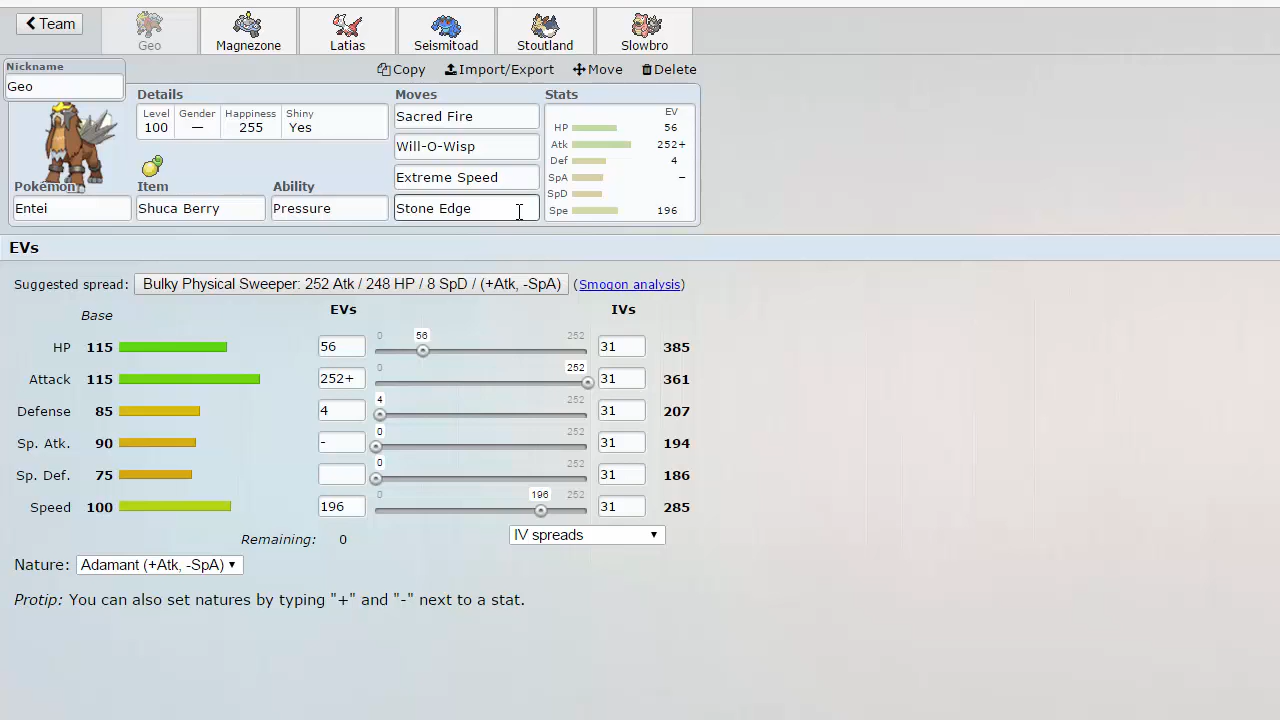 Team
Geo
Magnezone
Latias
Seismitoad
Stoutland
Slowbro
Nickname
Geo
Copy
Import/Export
Move
Delete
Details
Level
100
Gender
—
Happiness
255
Shiny
Yes
Pokémon
Entei
Item
Shuca Berry
Ability
Pressure
Moves
Sacred Fire
Will-O-Wisp
Extreme Speed
Stone Edge
Stats
EV
HP 56
Atk 252+
Def 4
SpA –
SpD
Spe 196
EVs
Suggested spread: Bulky Physical Sweeper: 252 Atk / 248 HP / 8 SpD / (+Atk, -SpA) (Smogon analysis)
Base EVs IVs
HP 115 56 0 56 252 31 385
Attack 115 252+ 0 252 31 361
Defense 85 4 4 252 31 207
Sp. Atk. 90 - 0 252 31 194
Sp. Def. 75 0 252 31 186
Speed 100 196 0 196 252 31 285
Remaining: 0
IV spreads
Nature: Adamant (+Atk, -SpA)
Protip: You can also set natures by typing "+" and "-" next to a stat.